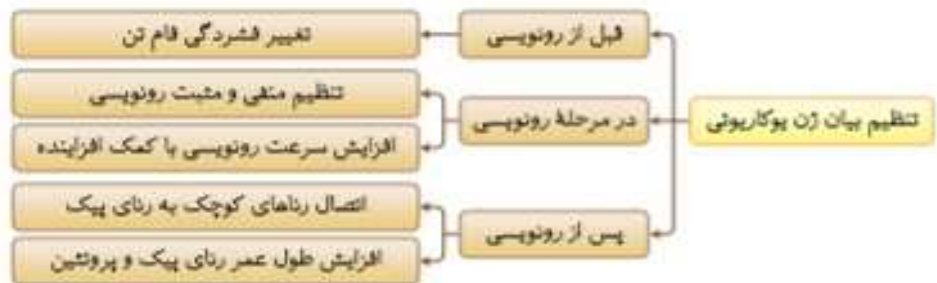 تنظیم بیان ژن یوکاریوتی
قبل از رونویسی
تغییر فشردگی فام تن
در مرحلهٔ رونویسی
تنظیم منفی و مثبت رونویسی
افزایش سرعت رونویسی با کمک افزاینده
پس از رونویسی
اتصال رناهای کوچک به رنای پیک
افزایش طول عمر رنای پیک و پروتئین